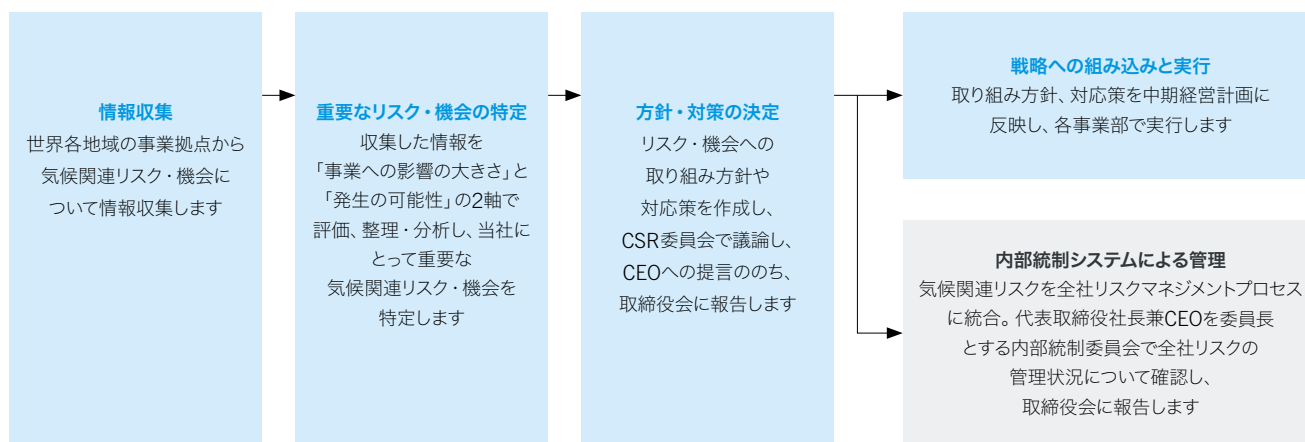 情報収集
世界各地域の事業拠点から
気候関連リスク・機会に
ついて情報収集します
重要なリスク・機会の特定
収集した情報を
「事業への影響の大きさ」と
「発生の可能性」の2軸で
評価、整理・分析し、当社に
とって重要な
気候関連リスク・機会を
特定します
方針・対策の決定
リスク・機会への
取り組み方針や
対応策を作成し、
CSR委員会で議論し、
CEOへの提言ののち、
取締役会に報告します
戦略への組み込みと実行
取り組み方針、対応策を中期経営計画に
反映し、各事業部で実行します
内部統制システムによる管理
気候関連リスクを全社リスクマネジメントプロセス
に統合。代表取締役社長兼CEOを委員長
とする内部統制委員会で全社リスクの
管理状況について確認し、
取締役会に報告します